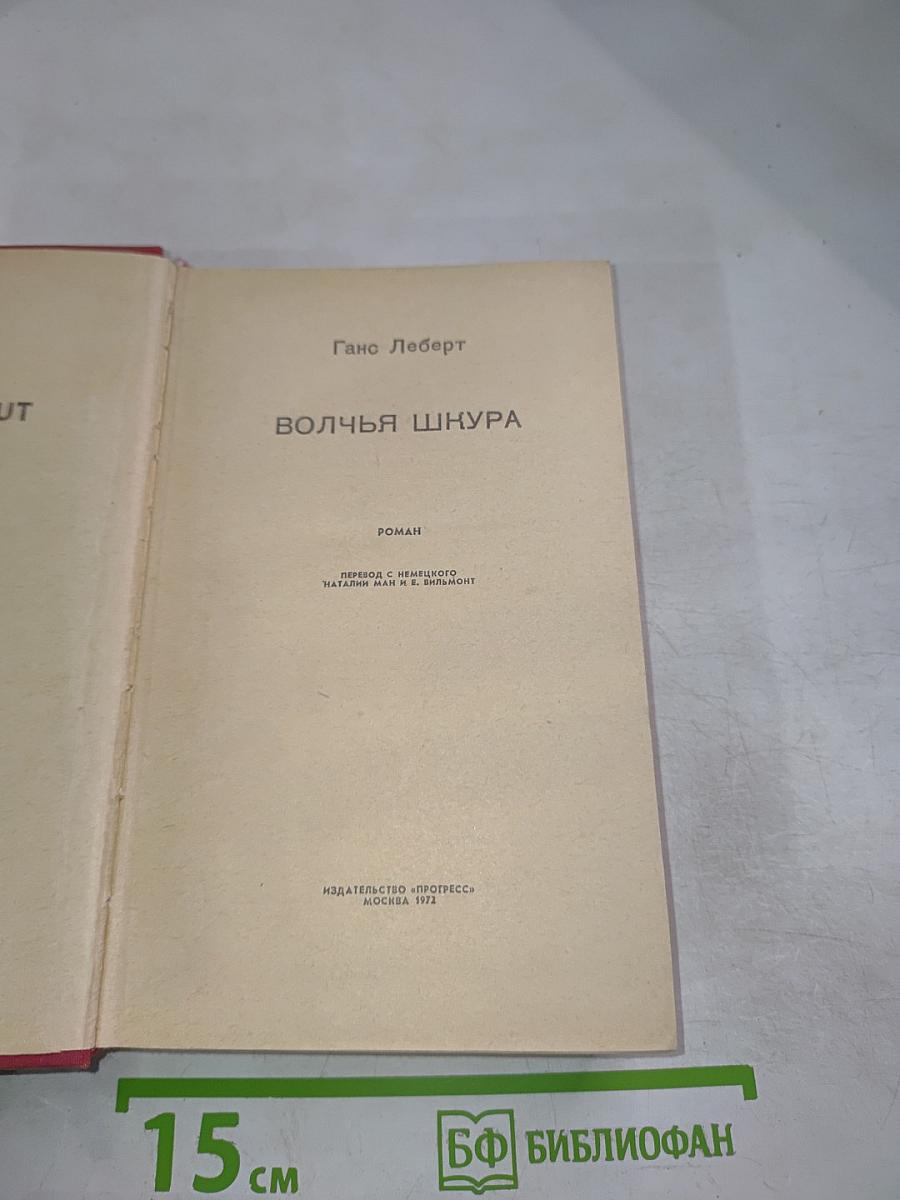 UT
Ганс Леберт
ВОЛЧЬЯ ШКУРА
РОМАН
ПЕРЕВОД С НЕМЕЦКОГО
НАТАЛИИ МАН И Е. ВИЛЬМОНТ
ИЗДАТЕЛЬСТВО «ПРОГРЕСС»
МОСКВА 1972
15 см
БФ БИБЛИОФАН